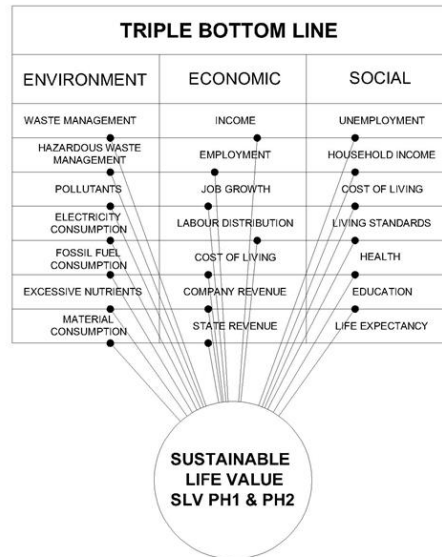 TRIPLE BOTTOM LINE
ENVIRONMENT ECONOMIC SOCIAL
WASTE MANAGEMENT INCOME UNEMPLOYMENT
HAZARDOUS WASTE
MANAGEMENT EMPLOYMENT HOUSEHOLD INCOME
POLLUTANTS JOB GROWTH COST OF LIVING
ELECTRICITY
CONSUMPTION LABOUR DISTRIBUTION LIVING STANDARDS
FOSSIL FUEL
CONSUMPTION COST OF LIVING HEALTH
EXCESSIVE NUTRIENTS COMPANY REVENUE EDUCATION
MATERIAL
CONSUMPTION STATE REVENUE LIFE EXPECTANCY
SUSTAINABLE
LIFE VALUE
SLV PH1 & PH2